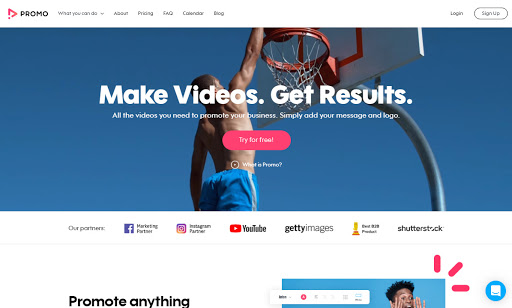 PROMO
What you can do
About
Pricing
FAQ
Calendar
Blog
Login
Sign Up
Make Videos. Get Results.
All the videos you need to promote your business. Simply add your message and logo.
Try for free!
What is Promo?
Our partners:
Marketing
Partner
Instagram
Partner
YouTube
gettyimages
Best B2B
Product
shutterstock
Promote anything